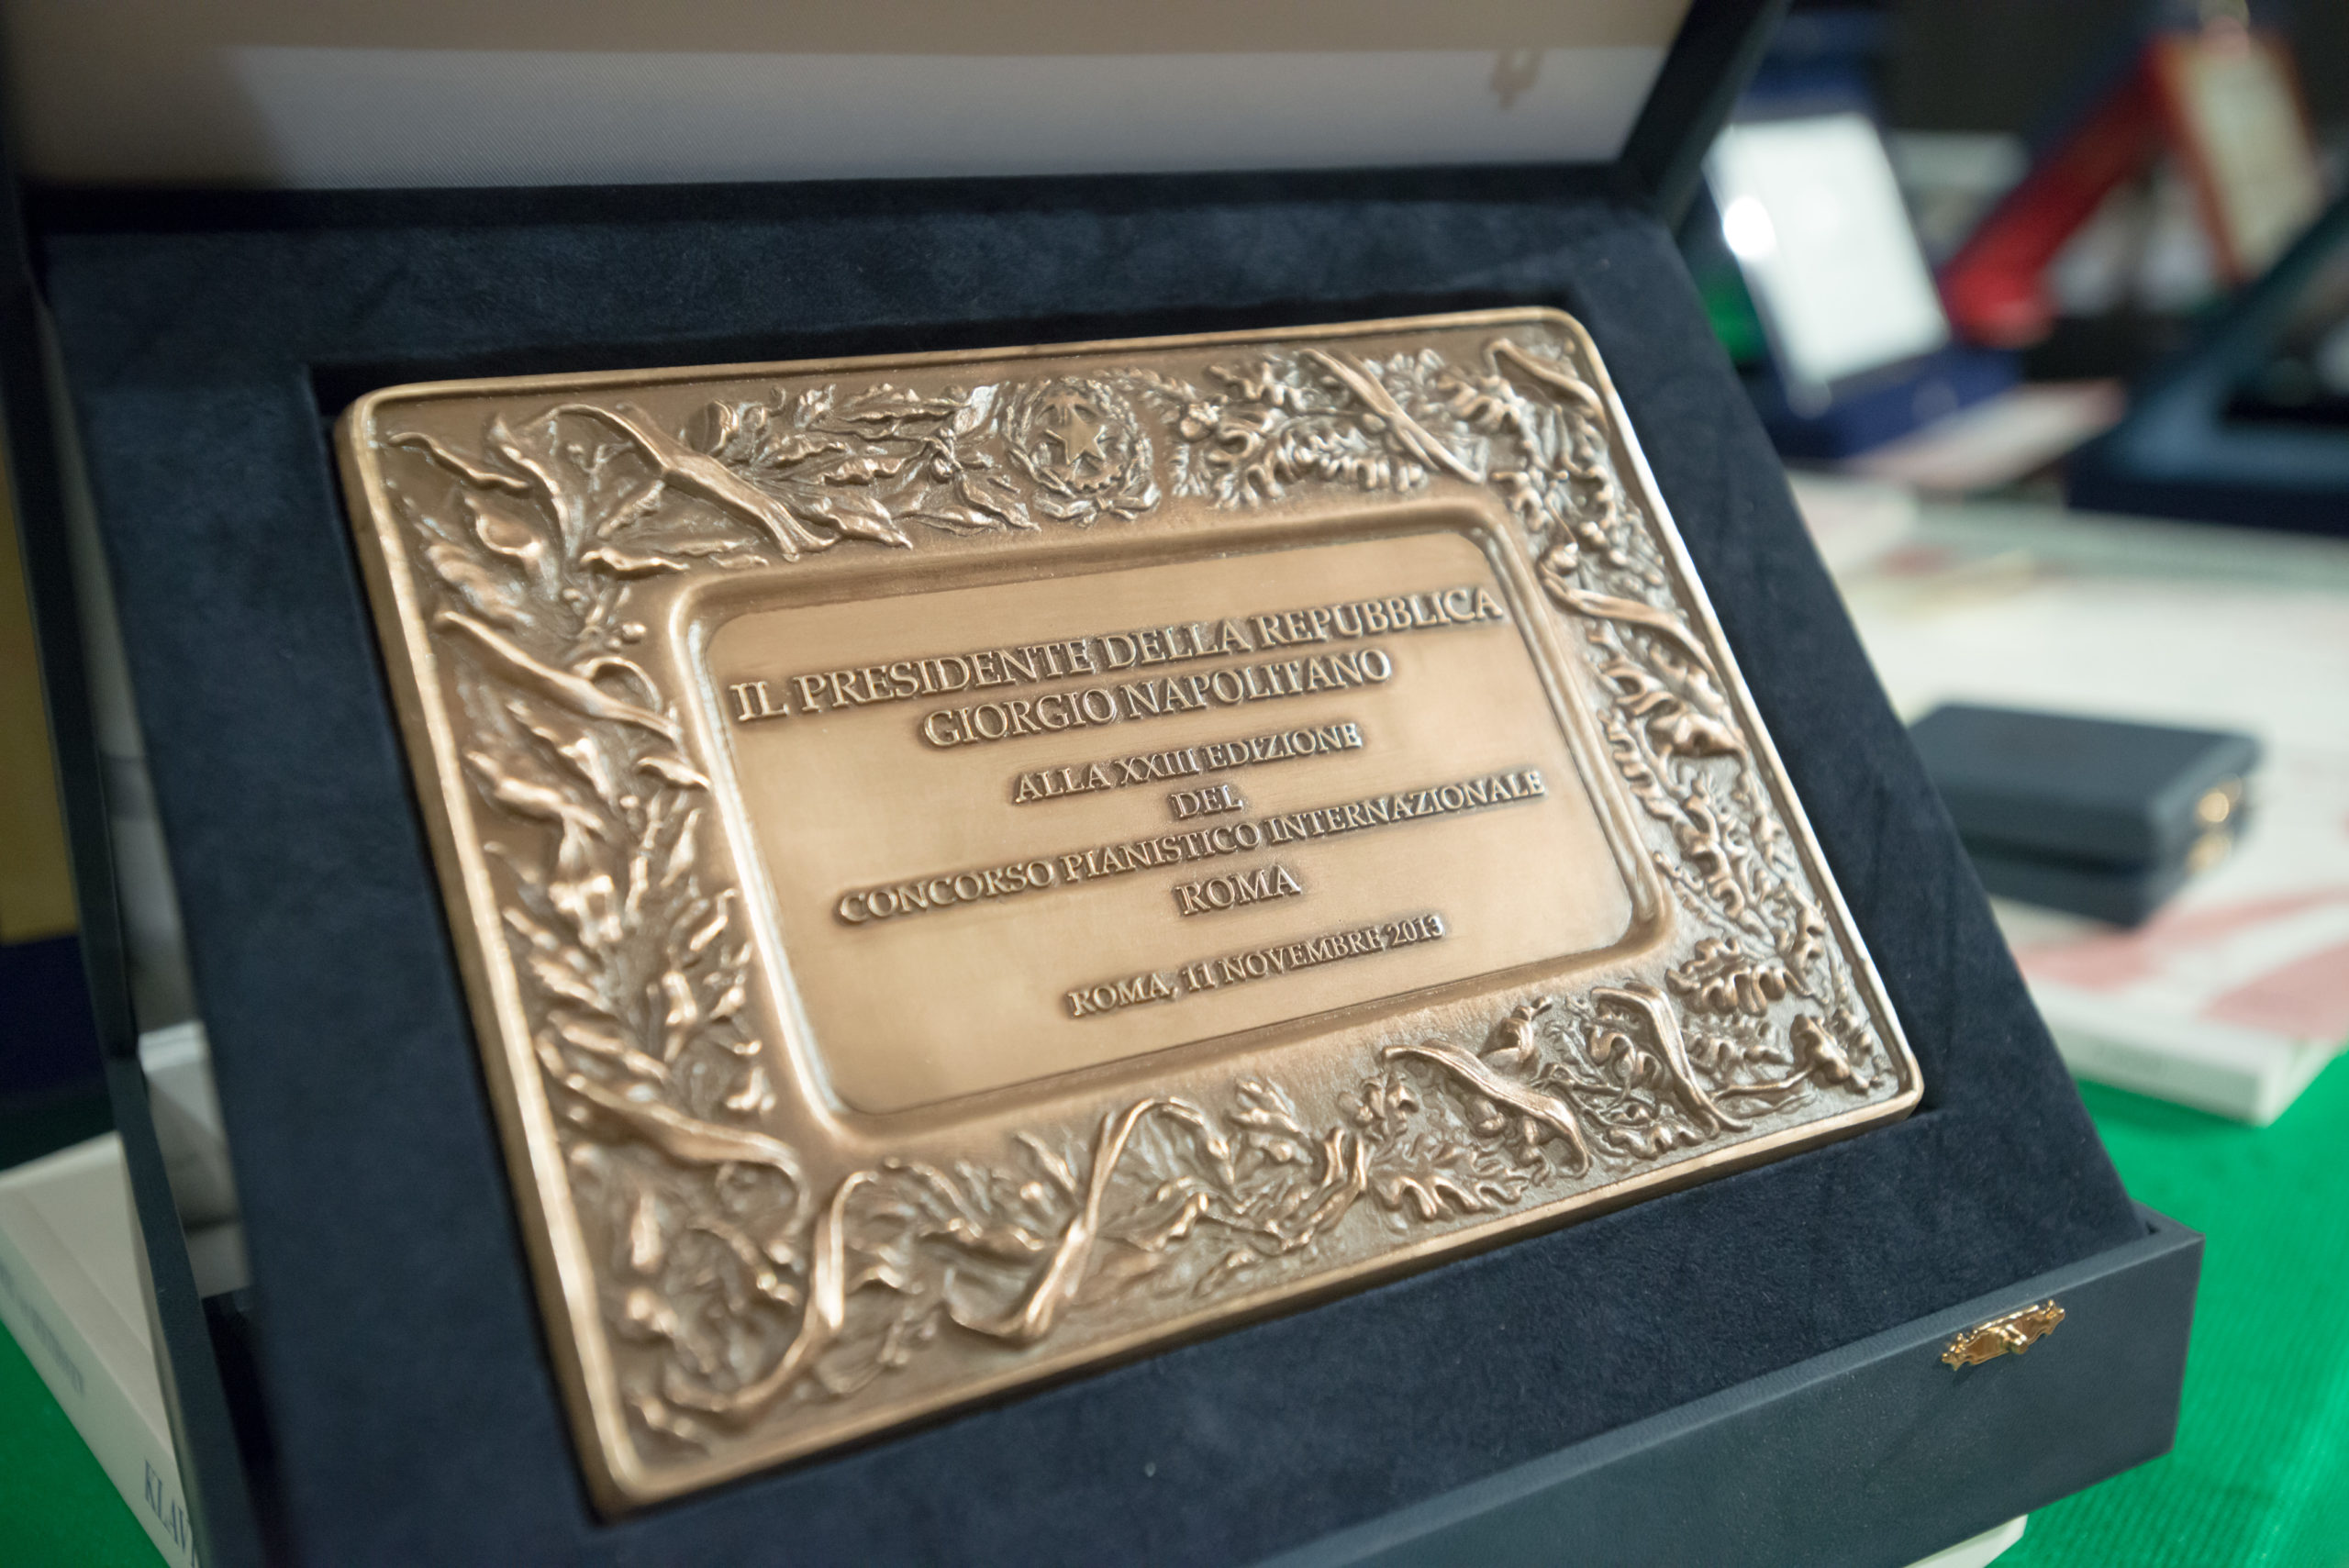 IL PRESIDENTE DELLA REPUBBLICA
GIORGIO NAPOLITANO
ALLA XXIII EDIZIONE
DEL
CONCORSO PIANISTICO INTERNAZIONALE
ROMA
ROMA, 11 NOVEMBRE 2013